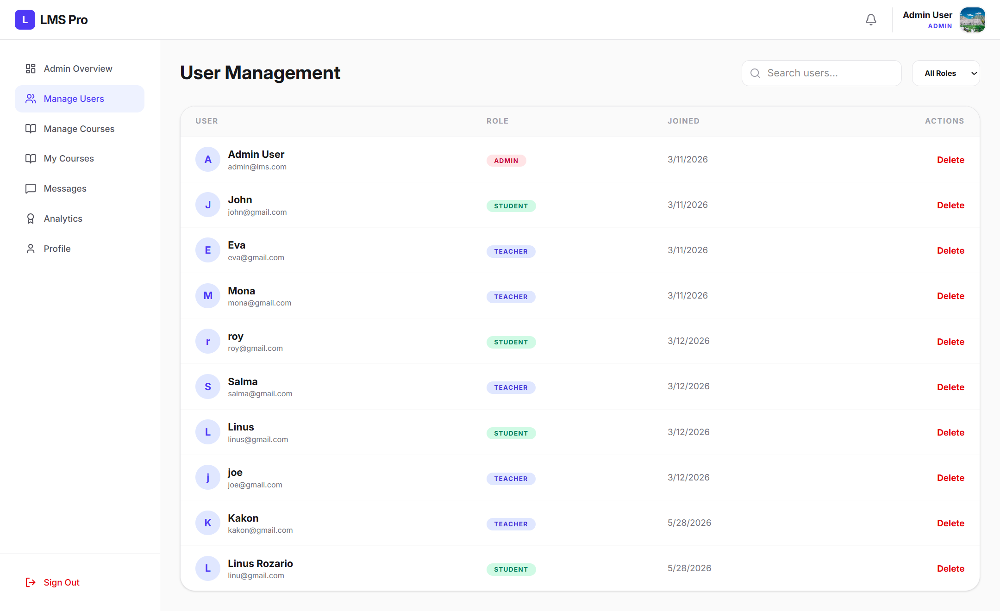 L LMS Pro
Admin User
ADMIN
Admin Overview
Manage Users
Manage Courses
My Courses
Messages
Analytics
Profile
Sign Out
User Management
Search users...
All Roles
USER ROLE JOINED ACTIONS
A Admin User
admin@lms.com
ADMIN 3/11/2026 Delete
J John
john@gmail.com
STUDENT 3/11/2026 Delete
E Eva
eva@gmail.com
TEACHER 3/11/2026 Delete
M Mona
mona@gmail.com
TEACHER 3/11/2026 Delete
r roy
roy@gmail.com
STUDENT 3/12/2026 Delete
S Salma
salma@gmail.com
TEACHER 3/12/2026 Delete
L Linus
linus@gmail.com
STUDENT 3/12/2026 Delete
j joe
joe@gmail.com
TEACHER 3/12/2026 Delete
K Kakon
kakon@gmail.com
TEACHER 5/28/2026 Delete
L Linus Rozario
linu@gmail.com
STUDENT 5/28/2026 Delete